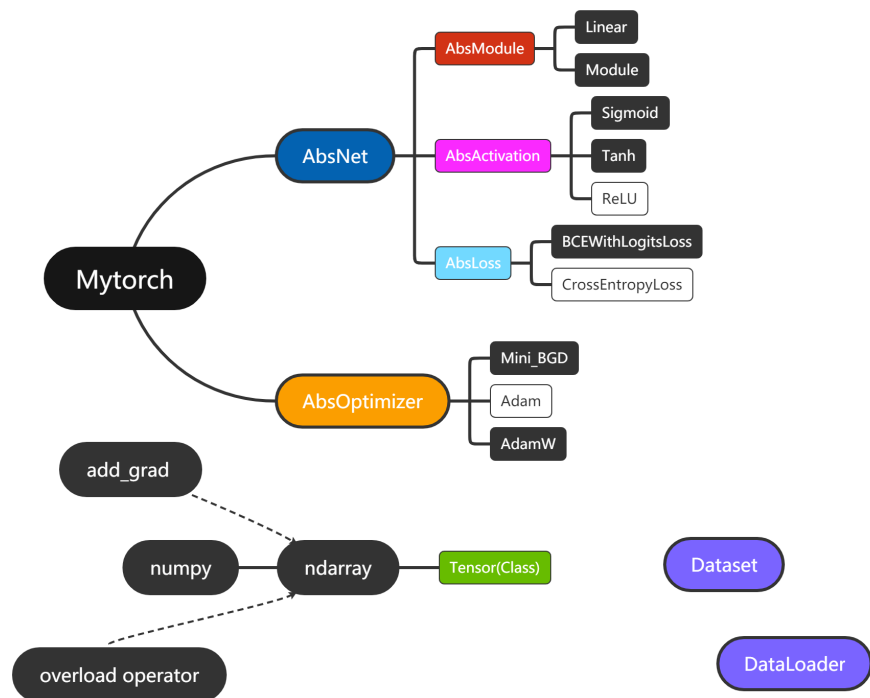 Linear
AbsModule
Module
Sigmoid
AbsNet
AbsActivation
Tanh
ReLU
BCEWithLogitsLoss
AbsLoss
CrossEntropyLoss
Mytorch
Mini_BGD
AbsOptimizer
Adam
AdamW
add_grad
numpy
ndarray
Tensor(Class)
Dataset
overload operator
DataLoader